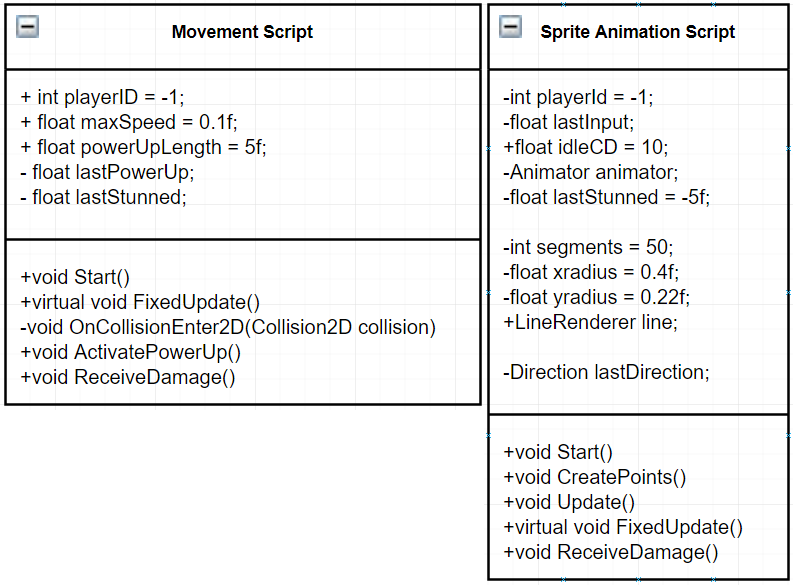 Movement Script
+ int playerID = -1;
+ float maxSpeed = 0.1f;
+ float powerUpLength = 5f;
- float lastPowerUp;
- float lastStunned;
+void Start()
+virtual void FixedUpdate()
-void OnCollisionEnter2D(Collision2D collision)
+void ActivatePowerUp()
+void ReceiveDamage()
Sprite Animation Script
-int playerId = -1;
-float lastInput;
+float idleCD = 10;
-Animator animator;
-float lastStunned = -5f;
-int segments = 50;
-float xradius = 0.4f;
-float yradius = 0.22f;
+LineRenderer line;
-Direction lastDirection;
+void Start()
+void CreatePoints()
+void Update()
+virtual void FixedUpdate()
+void ReceiveDamage()